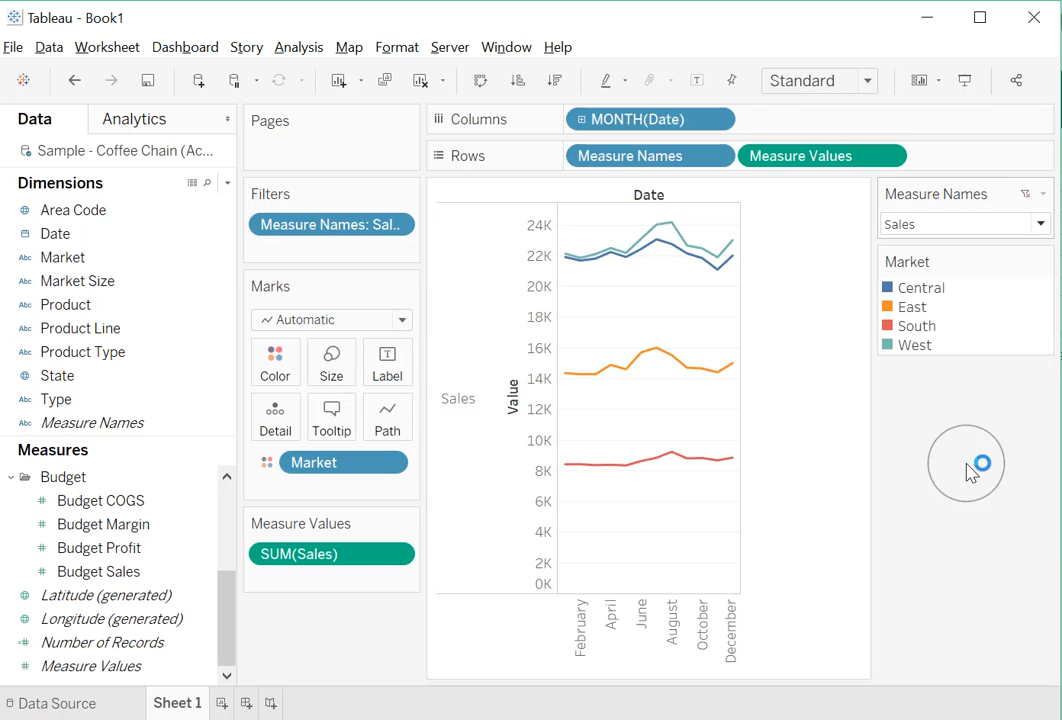 Tableau - Book1
File Data Worksheet Dashboard Story Analysis Map Format Server Window Help
Standard
Data Analytics
Sample - Coffee Chain (Ac...
Dimensions
Area Code
Date
Market
Market Size
Product
Product Line
Product Type
State
Type
Measure Names
Measures
Budget
Budget COGS
Budget Margin
Budget Profit
Budget Sales
Latitude (generated)
Longitude (generated)
Number of Records
Measure Values
Pages
Filters
Measure Names: Sal..
Marks
Automatic
Color Size Label
Detail Tooltip Path
Market
Measure Values
SUM(Sales)
Columns MONTH(Date)
Rows Measure Names Measure Values
Date
Sales
Value
24K
22K
20K
18K
16K
14K
12K
10K
8K
6K
4K
2K
0K
February April June August October December
Measure Names
Sales
Market
Central
East
South
West
Data Source Sheet 1